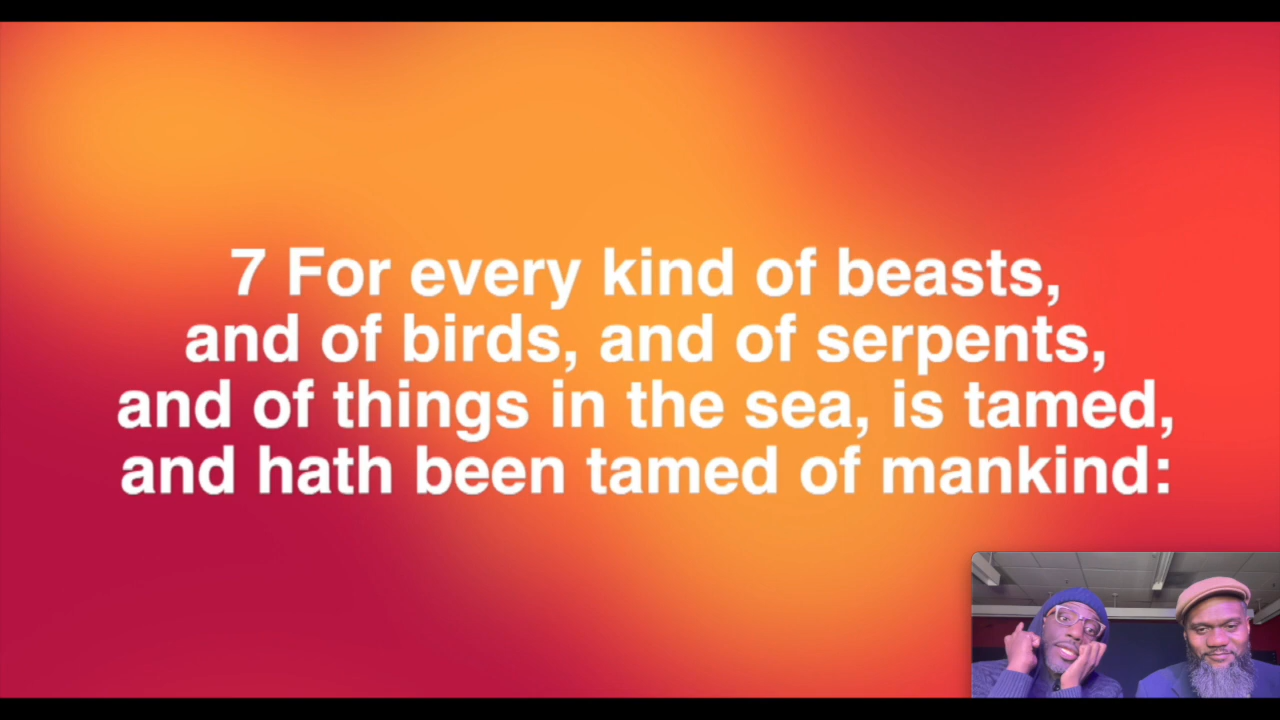 7 For every kind of beasts,
and of birds, and of serpents,
and of things in the sea, is tamed,
and hath been tamed of mankind: